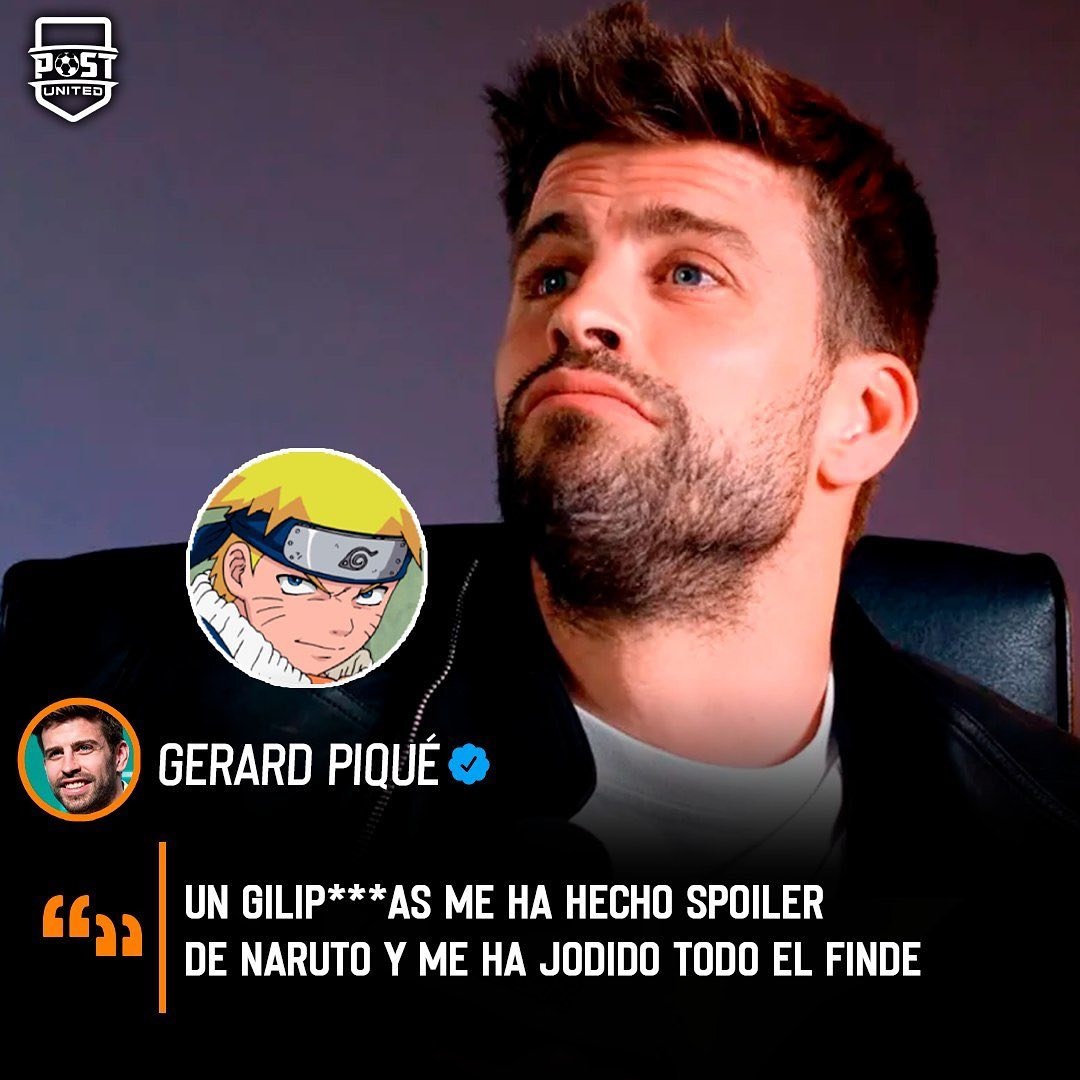 POST
UNITED
GERARD PIQUÉ
UN GILIP***AS ME HA HECHO SPOILER
DE NARUTO Y ME HA JODIDO TODO EL FINDE